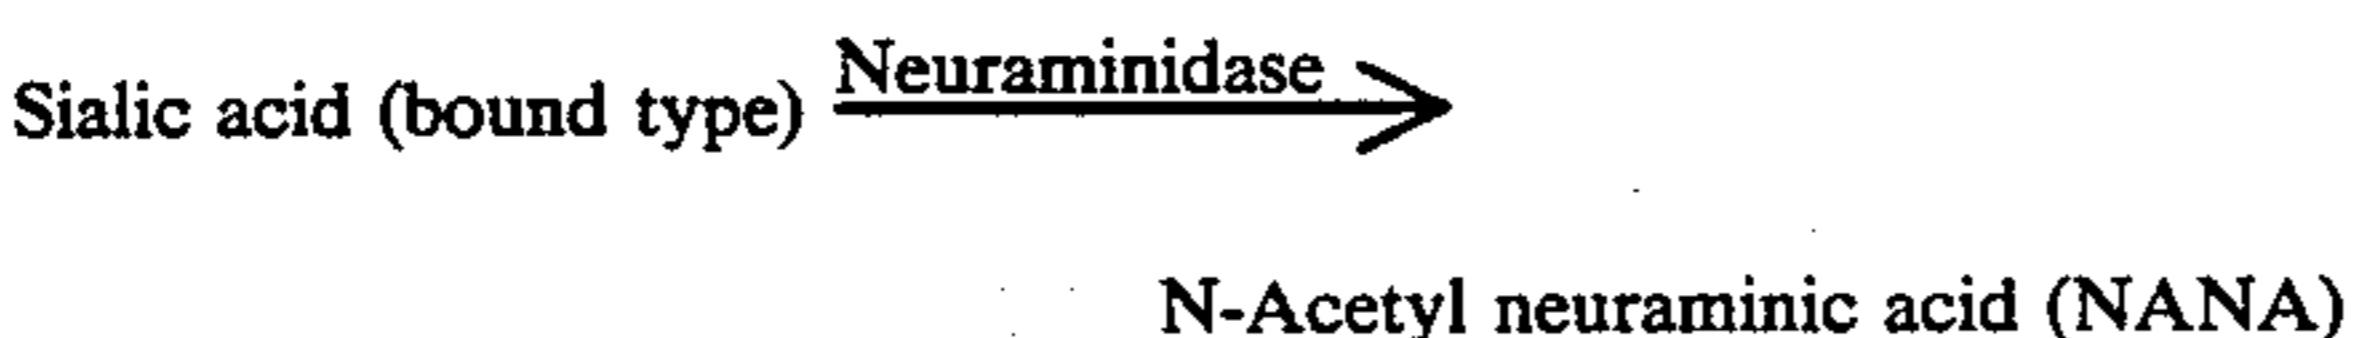 Sialic acid (bound type) Neuraminidase
N-Acetyl neuraminic acid (NANA)